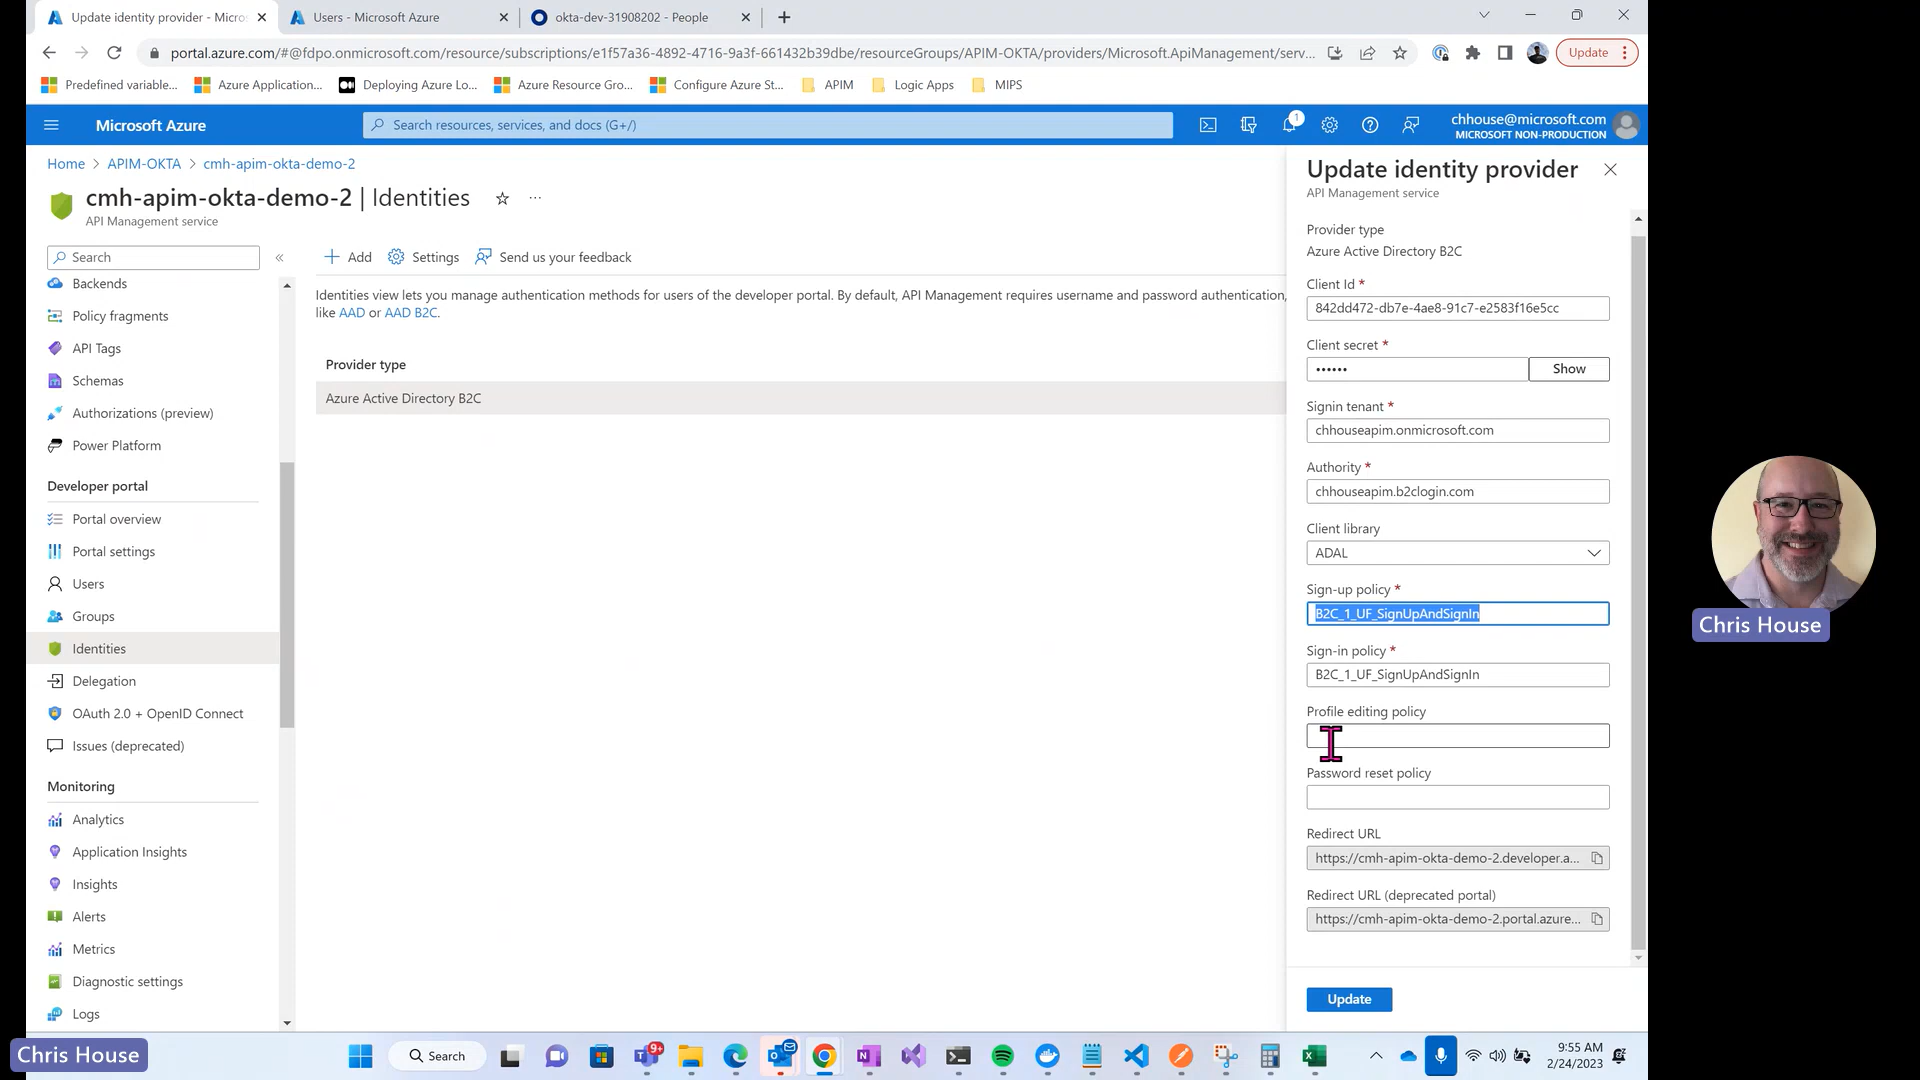 Update identity provider - Micro
Users - Microsoft Azure
okta-dev-31908202 - People
portal.azure.com/#@fdpo.onmicrosoft.com/resource/subscriptions/e1f57a36-4892-4716-9a3f-661432b39dbe/resourceGroups/APIM-OKTA/providers/Microsoft.ApiManagement/serv...
Update
Predefined variable...
Azure Application...
Deploying Azure Lo...
Azure Resource Gro...
Configure Azure St...
APIM
Logic Apps
MIPS
Microsoft Azure
Search resources, services, and docs (G+/)
1
chhouse@microsoft.com
MICROSOFT NON-PRODUCTION
Home > APIM-OKTA > cmh-apim-okta-demo-2
cmh-apim-okta-demo-2 | Identities
API Management service
Search
Backends
Policy fragments
API Tags
Schemas
Authorizations (preview)
Power Platform
Developer portal
Portal overview
Portal settings
Users
Groups
Identities
Delegation
OAuth 2.0 + OpenID Connect
Issues (deprecated)
Monitoring
Analytics
Application Insights
Insights
Alerts
Metrics
Diagnostic settings
Logs
Add
Settings
Send us your feedback
Identities view lets you manage authentication methods for users of the developer portal. By default, API Management requires username and password authentication,
like AAD or AAD B2C.
Provider type
Azure Active Directory B2C
Update identity provider
API Management service
Provider type
Azure Active Directory B2C
Client Id *
842dd472-db7e-4ae8-91c7-e2583f16e5cc
Client secret *
••••••
Show
Signin tenant *
chhouseapim.onmicrosoft.com
Authority *
chhouseapim.b2clogin.com
Client library
ADAL
Sign-up policy *
B2C_1_UF_SignUpAndSignIn
Sign-in policy *
B2C_1_UF_SignUpAndSignIn
Profile editing policy
Password reset policy
Redirect URL
https://cmh-apim-okta-demo-2.developer.a...
Redirect URL (deprecated portal)
https://cmh-apim-okta-demo-2.portal.azure...
Update
Chris House
Chris House
Search
9+
9:55 AM
2/24/2023